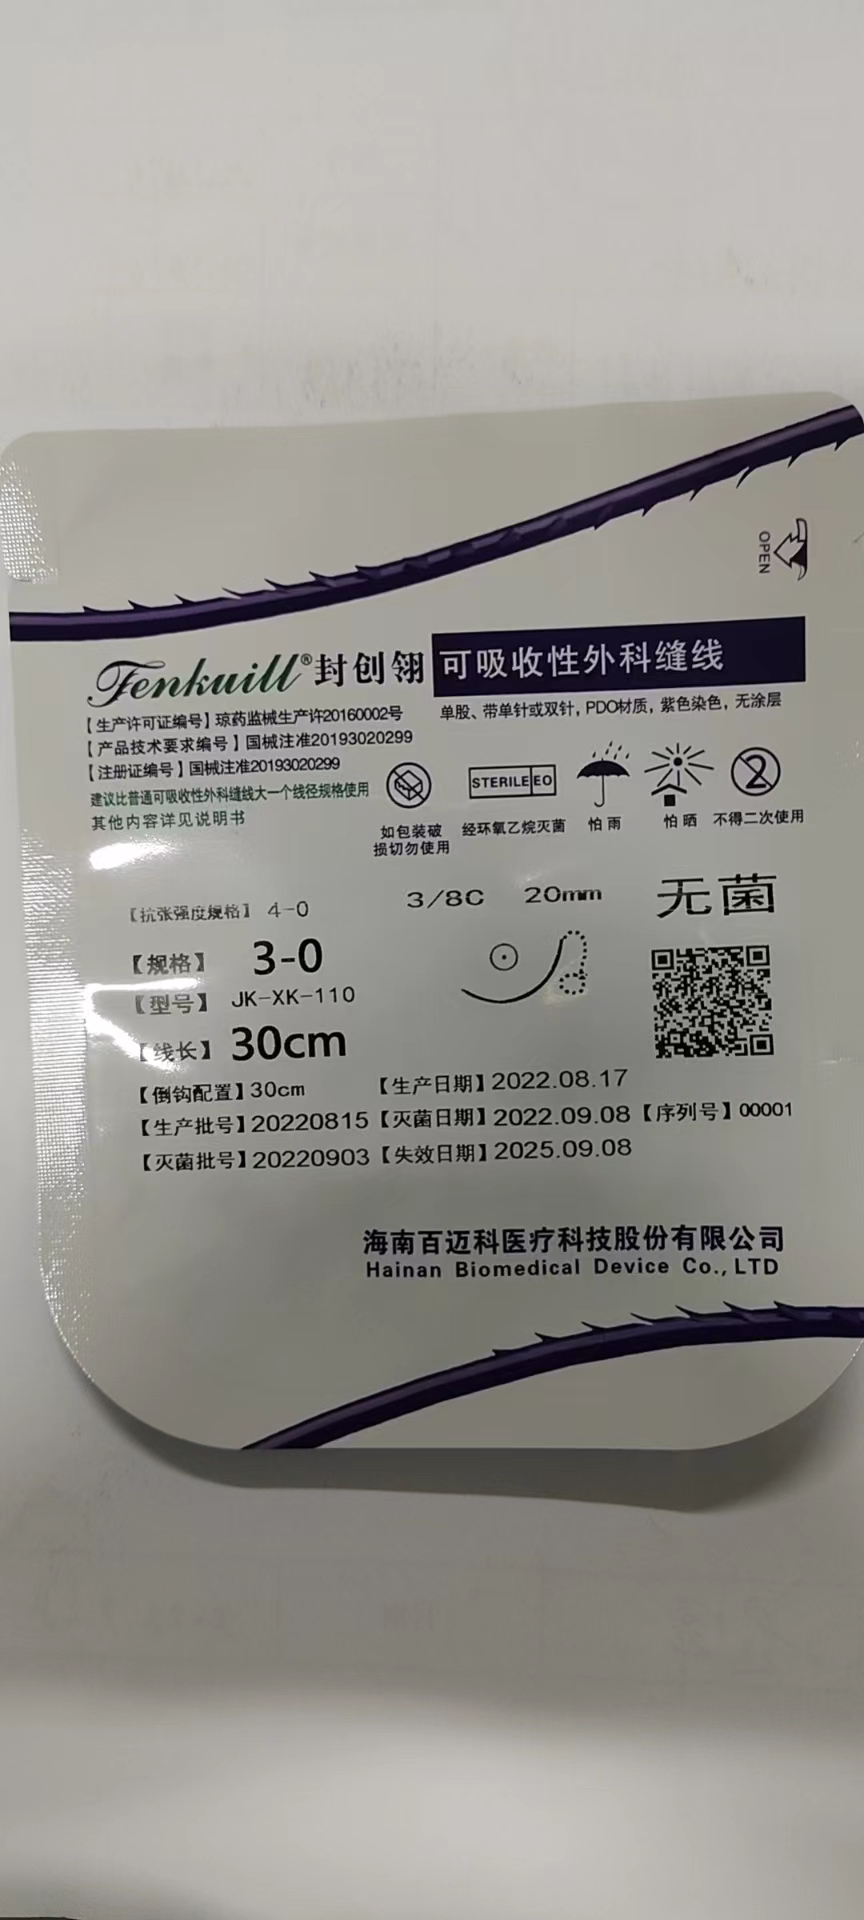 OPEN
Fenkuill®封创翎 可吸收性外科缝线
单股、带单针或双针，PDO材质，紫色染色，无涂层
【生产许可证编号】琼药监械生产许20160002号
【产品技术要求编号】国械注准20193020299
【注册证编号】国械注准20193020299
建议比普通可吸收性外科缝线大一个线径规格使用
其他内容详见说明书
STERILE EO
2
如包装破损切勿使用
经环氧乙烷灭菌
怕雨
怕晒
不得二次使用
【抗张强度规格】 4-0
3/8C 20mm 无菌
【规格】 3-0
【型号】 JK-XK-110
【线长】 30cm
【倒钩配置】30cm 【生产日期】2022.08.17
【生产批号】20220815【灭菌日期】2022.09.08【序列号】00001
【灭菌批号】20220903【失效日期】2025.09.08
海南百迈科医疗科技股份有限公司
Hainan Biomedical Device Co.,LTD